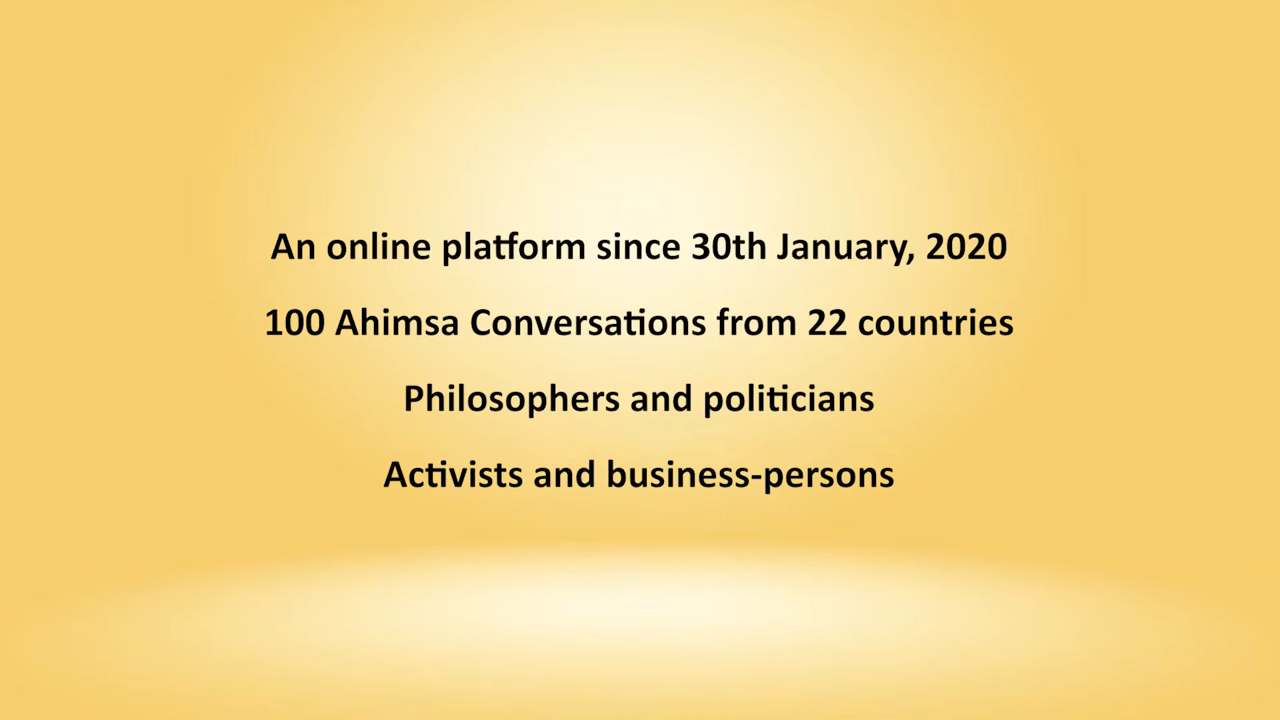 An online platform since 30th January, 2020
100 Ahimsa Conversations from 22 countries
Philosophers and politicians
Activists and business-persons